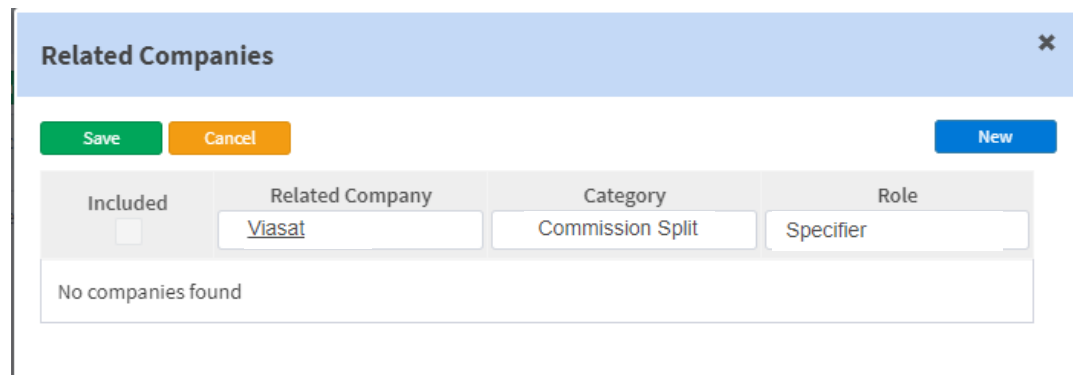 Related Companies
Save Cancel New
Included Related Company Category Role
Viasat Commission Split Specifier
No companies found